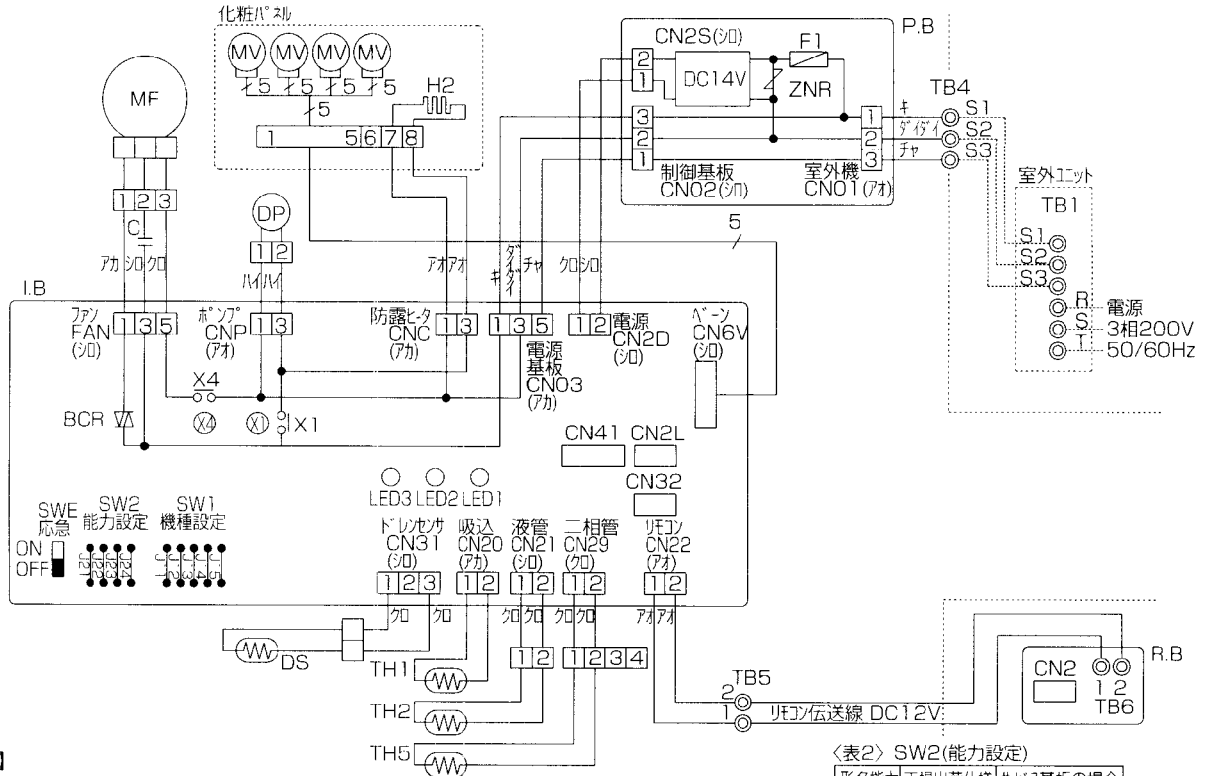 化粧パネル
MV MV MV MV
5 5 5 5
5
H2
1 5 6 7 8
MF
1 2 3
C
アカ シロ クロ
DP
1 2
ハイ ハイ
アオ アオ
キ
ダイダイ
チャ
クロ シロ
5
P.B
CN2S(シロ)
F1
2
1
DC14V
ZNR
3
2
1
1
2
3
制御基板
CN02(シロ)
室外機
CN01(アオ)
キ
ダイダイ
チャ
TB4
S1
S2
S3
室外ユニット
TB1
S1
S2
S3
R
S
T
電源
3相200V
50/60Hz
I.B
ファン
FAN
(シロ)
1 3 5
ポンプ
CNP
(アオ)
1 3
防露ヒータ
CNC
(アカ)
1 3
1 3 5
電源
基板
CN03
(アカ)
1 2
電源
CN2D
(シロ)
ベーン
CN6V
(シロ)
X4
X4
X1
X1
BCR
CN41
CN2L
CN32
LED3 LED2 LED1
SWE
応急
ON
OFF
SW2
能力設定
J21
J22
J23
J24
SW1
機種設定
J11
J12
J13
J14
J15
ドレンセンサ
CN31
(シロ)
1 2 3
吸込
CN20
(アカ)
1 2
液管
CN21
(シロ)
1 2
二相管
CN29
(クロ)
1 2
リモコン
CN22
(アオ)
1 2
クロ クロ
クロ クロ クロ クロ
アオ アオ
DS
TH1
TH2
TH5
1 2
1 2 3 4
TB5
2
1
リモコン伝送線 DC12V
R.B
CN2
1 2
TB6
〈表2〉 SW2(能力設定)